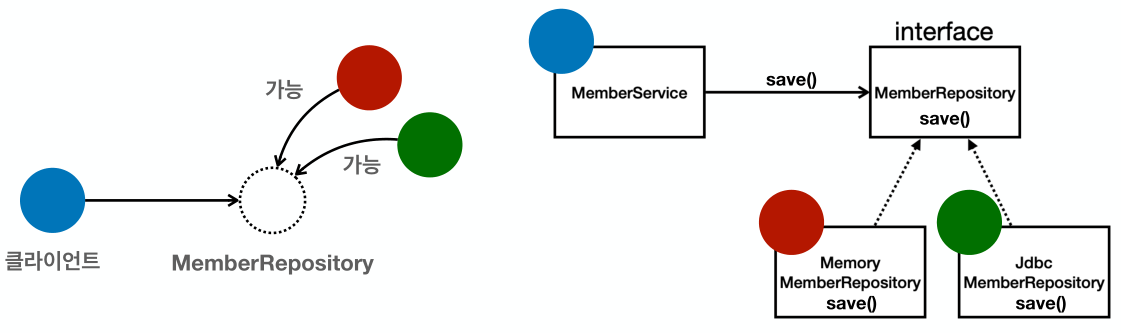 가능
가능
클라이언트
MemberRepository
interface
MemberService
save()
MemberRepository
save()
Memory
MemberRepository
save()
Jdbc
MemberRepository
save()